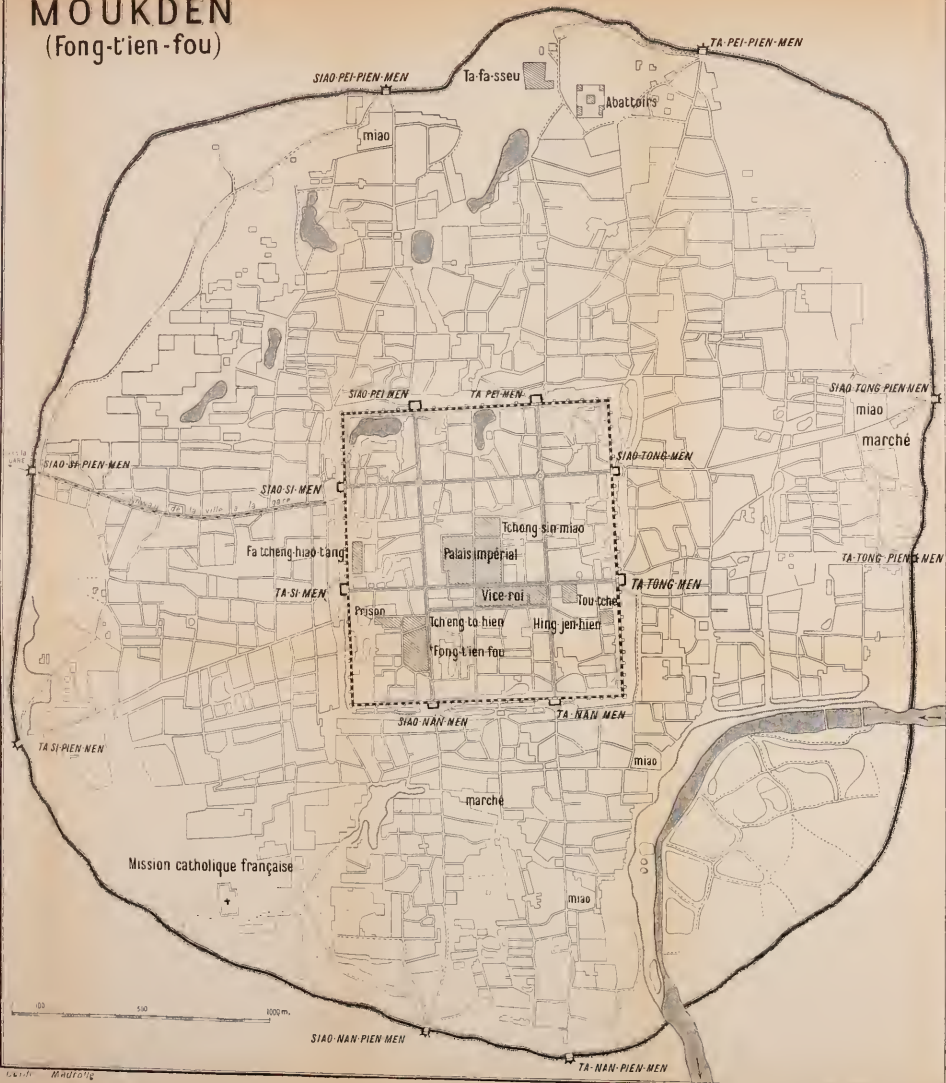 MOUKDEN
(Fong-t'ien-fou)
TA-PEI-PIEN-MEN
SIAO-PEI-PIEN-MEN
Ta-fa-sseu
Abattoirs
miao
SIAO-TONG-PIEN-MEN
miao
marché
SIAO-PEI-MEN
TA-PEI-MEN
SIAO-TONG-MEN
SIAO-SI-PIEN-MEN
SIAO-SI-MEN
Tcheng-sin-miao
Fa-tcheng-hiao-t'ang
Palais impérial
TA-TONG-PIEN-MEN
TA-SI-MEN
TA-TONG-MEN
Vice-roi
Tou-tche
Prison
Tcheng-to-hien
Hing-jen-hien
Fong-t'ien-fou
SIAO-NAN-MEN
TA-NAN-MEN
TA-SI-PIEN-MEN
miao
marché
Mission catholique française
miao
100
500
1000 m.
SIAO-NAN-PIEN-MEN
TA-NAN-PIEN-MEN
Madrolle